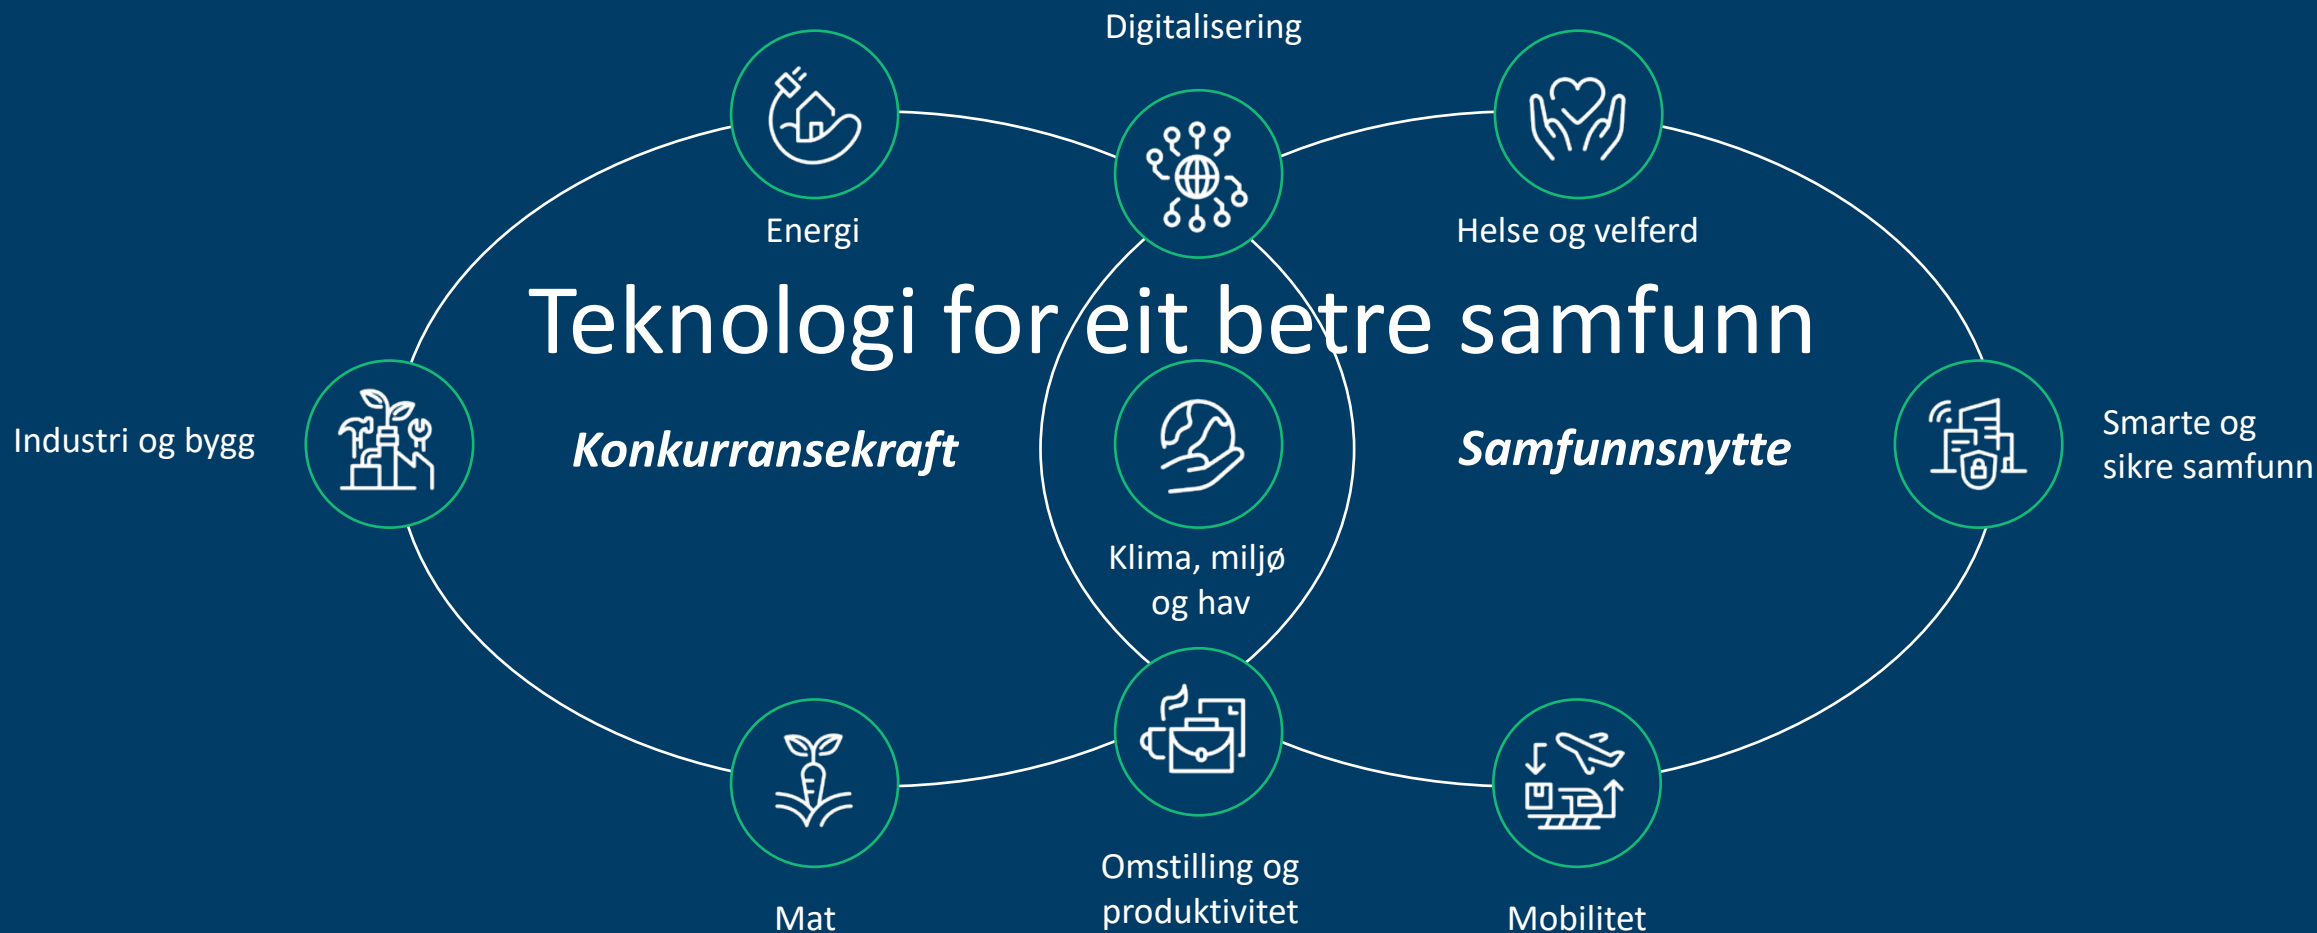 Digitalisering
Energi
Helse og velferd
Teknologi for eit betre samfunn
Industri og bygg
Konkurransekraft
Samfunnsnytte
Smarte og
sikre samfunn
Klima, miljø
og hav
Omstilling og
produktivitet
Mat
Mobilitet